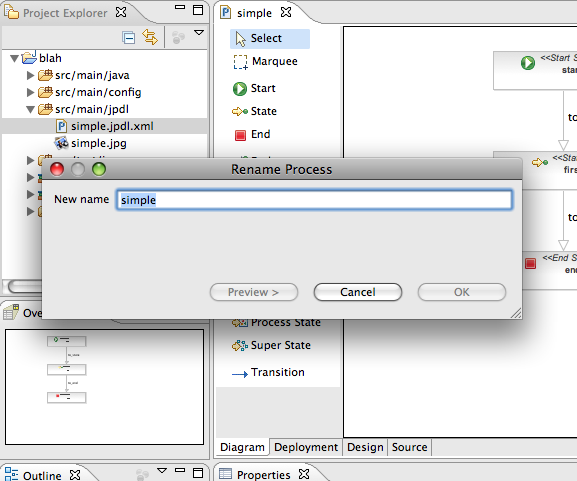 Project Explorer
blah
src/main/java
src/main/config
src/main/jpdl
simple.jpdl.xml
simple.jpg
simple
Select
Marquee
Start
State
End
<<Start S
star
to
<<Sta
firs
to
<<End S
en
Rename Process
New name simple
Preview > Cancel OK
Process State
Super State
Transition
Ove
Diagram Deployment Design Source
Outline
Properties